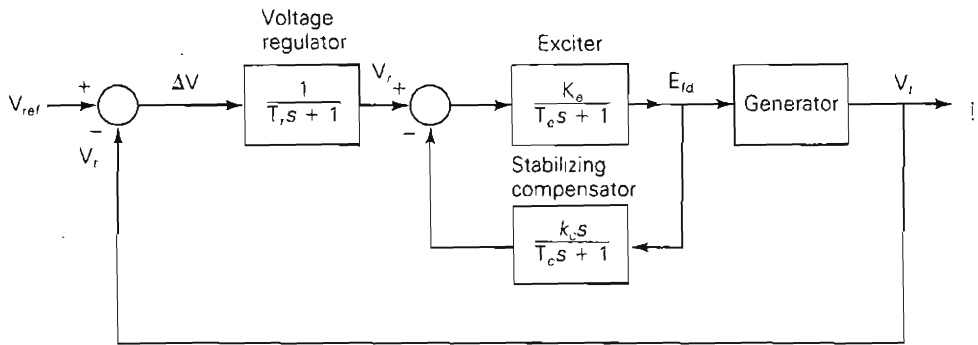 Voltage
regulator
Exciter
V_ref
+
−
ΔV
1
T_r s + 1
V_r
+
−
K_e
T_e s + 1
E_fd
Generator
V_t
V_r
Stabilizing
compensator
k_c s
T_c s + 1